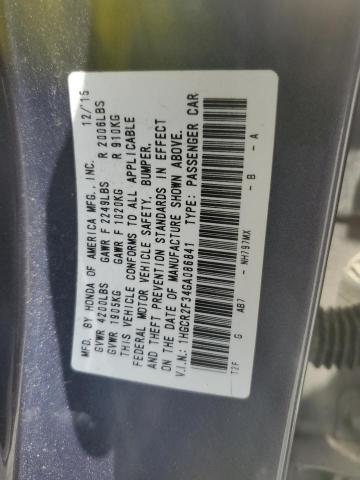 MFD. BY HONDA OF AMERICA MFG., INC. 12/15
GVWR 4200LBS GAWR F 2249LBS R 2006LBS
GVWR 1905KG GAWR F 1020KG R 910KG
THIS VEHICLE CONFORMS TO ALL APPLICABLE
FEDERAL MOTOR VEHICLE SAFETY, BUMPER,
AND THEFT PREVENTION STANDARDS IN EFFECT
ON THE DATE OF MANUFACTURE SHOWN ABOVE.
V.I.N.: 1HGCR2F34GA086841 TYPE: PASSENGER CAR
T2F G AB7 - NH797MX - B - A